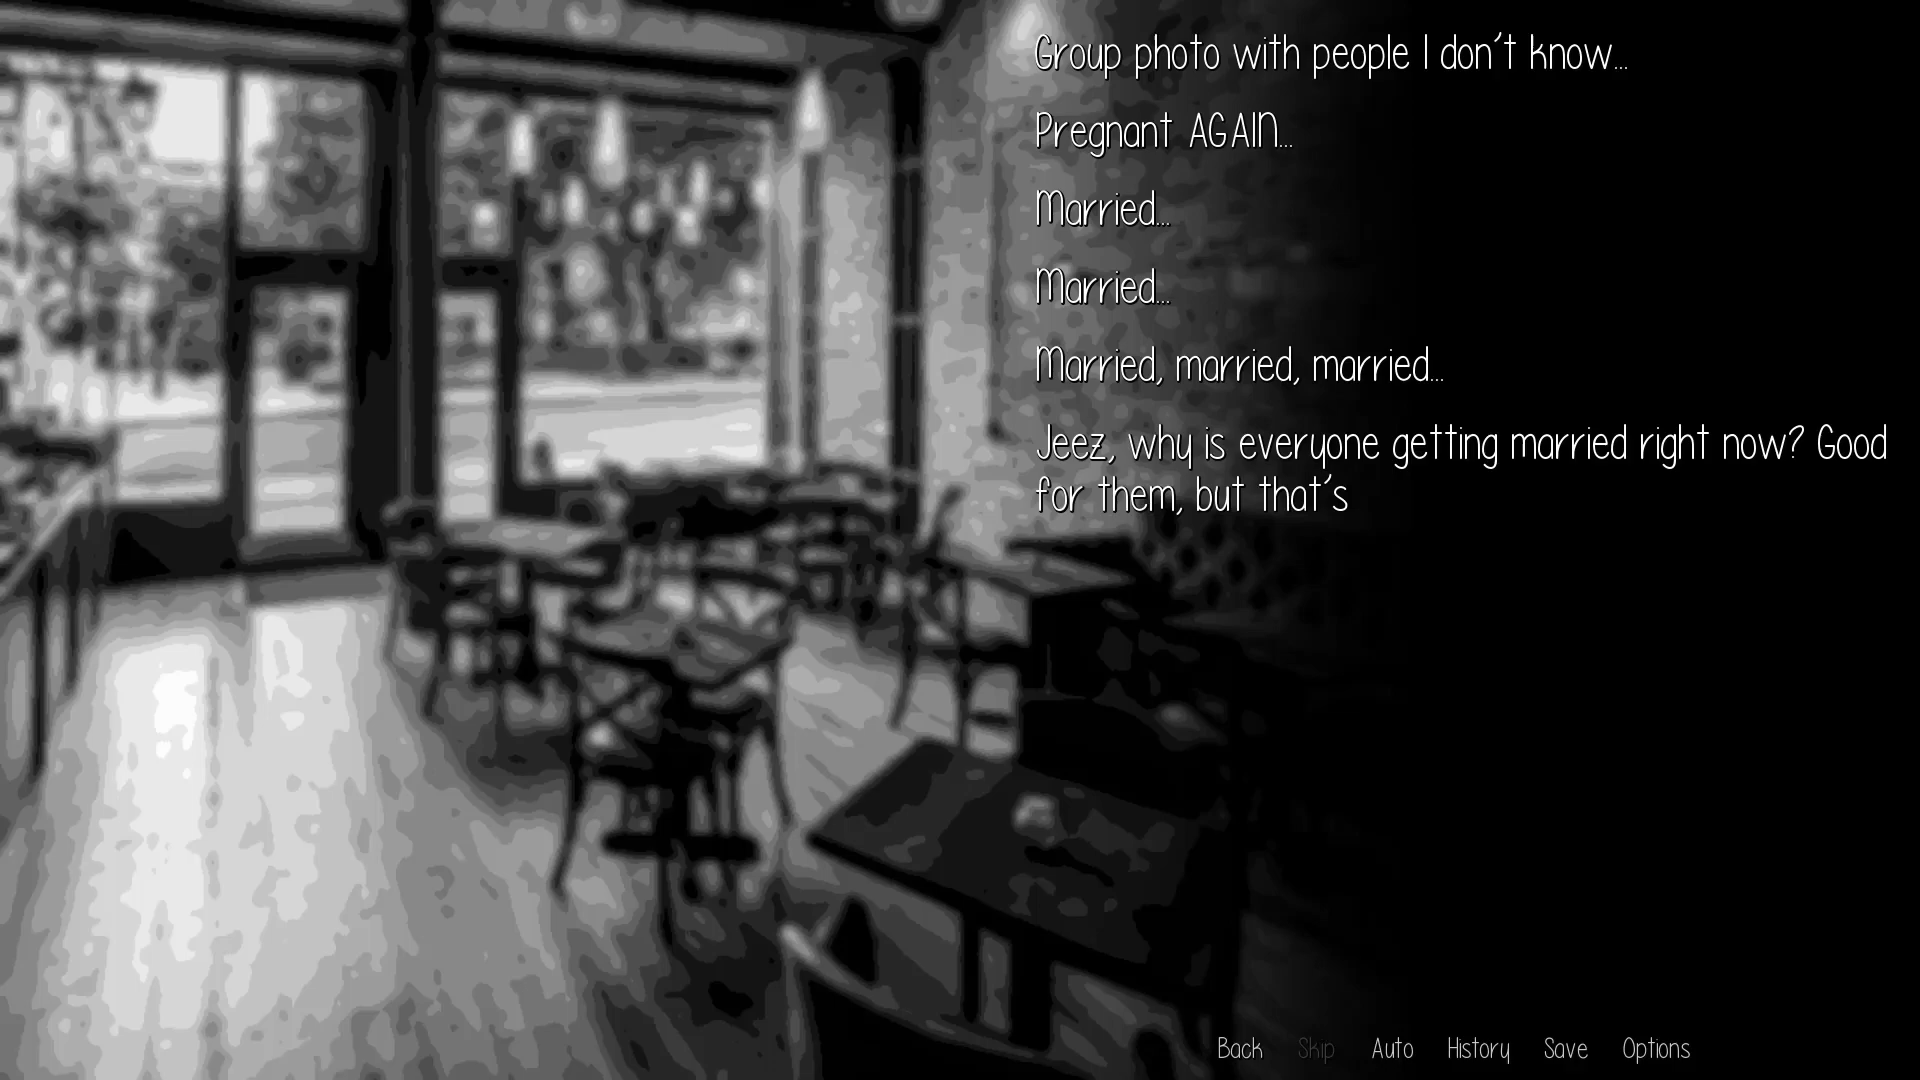 Group photo with people I don't know...
Pregnant AGAIN...
Married...
Married...
Married, married, married...
Jeez, why is everyone getting married right now? Good
for them, but that's
Back Skip Auto History Save Options